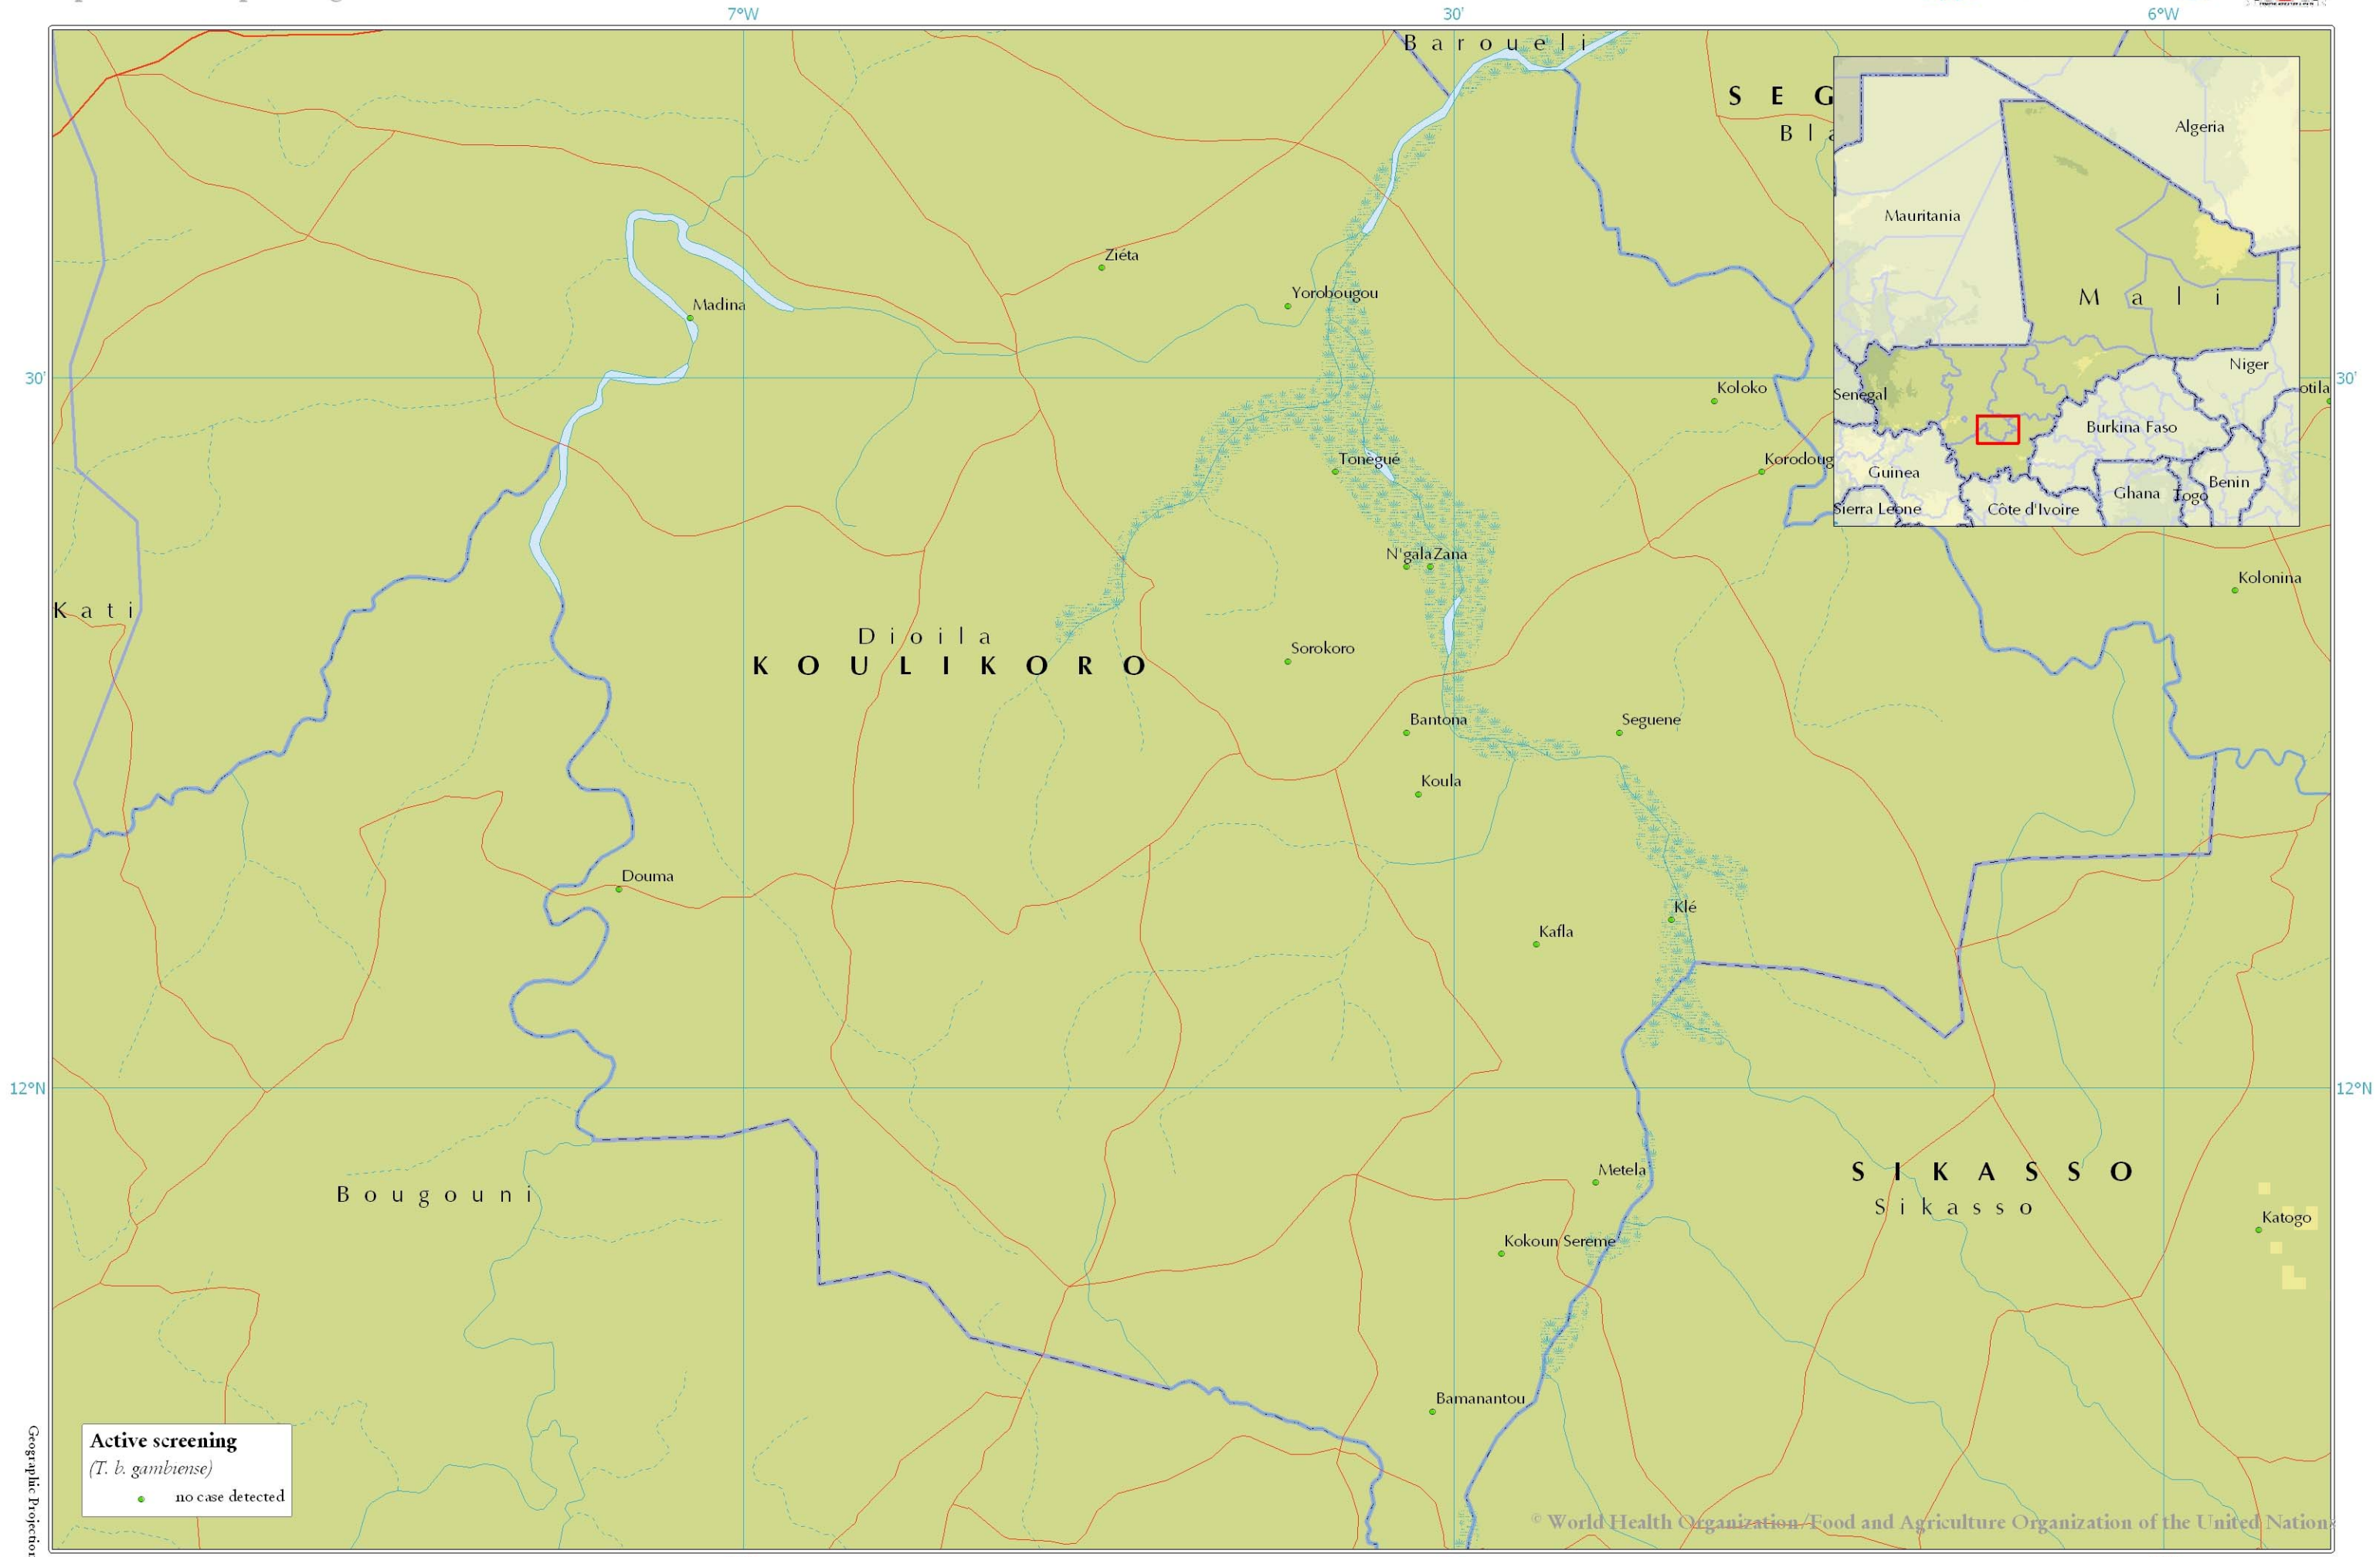 7°W
30'
6°W
Baroueli
SEG
Bla
Algeria
Mauritania
Mali
Niger
Senegal
Burkina Faso
Guinea
Benin
Ghana
Togo
Sierra Leone
Côte d'Ivoire
Ziéta
Yorobougou
Madina
30'
30'
Koloko
otila
Tonegué
Korodoug
N'gala
Zana
Kolonina
Kati
Dioila
KOULIKORO
Sorokoro
Bantona
Seguene
Koula
Douma
Klé
Kafla
12°N
12°N
Metela
SIKASSO
Sikasso
Bougouni
Katogo
Kokoun Sereme
Bamanantou
Active screening
(T. b. gambiense)
no case detected
Geographic Projection
© World Health Organization/Food and Agriculture Organization of the United Nations